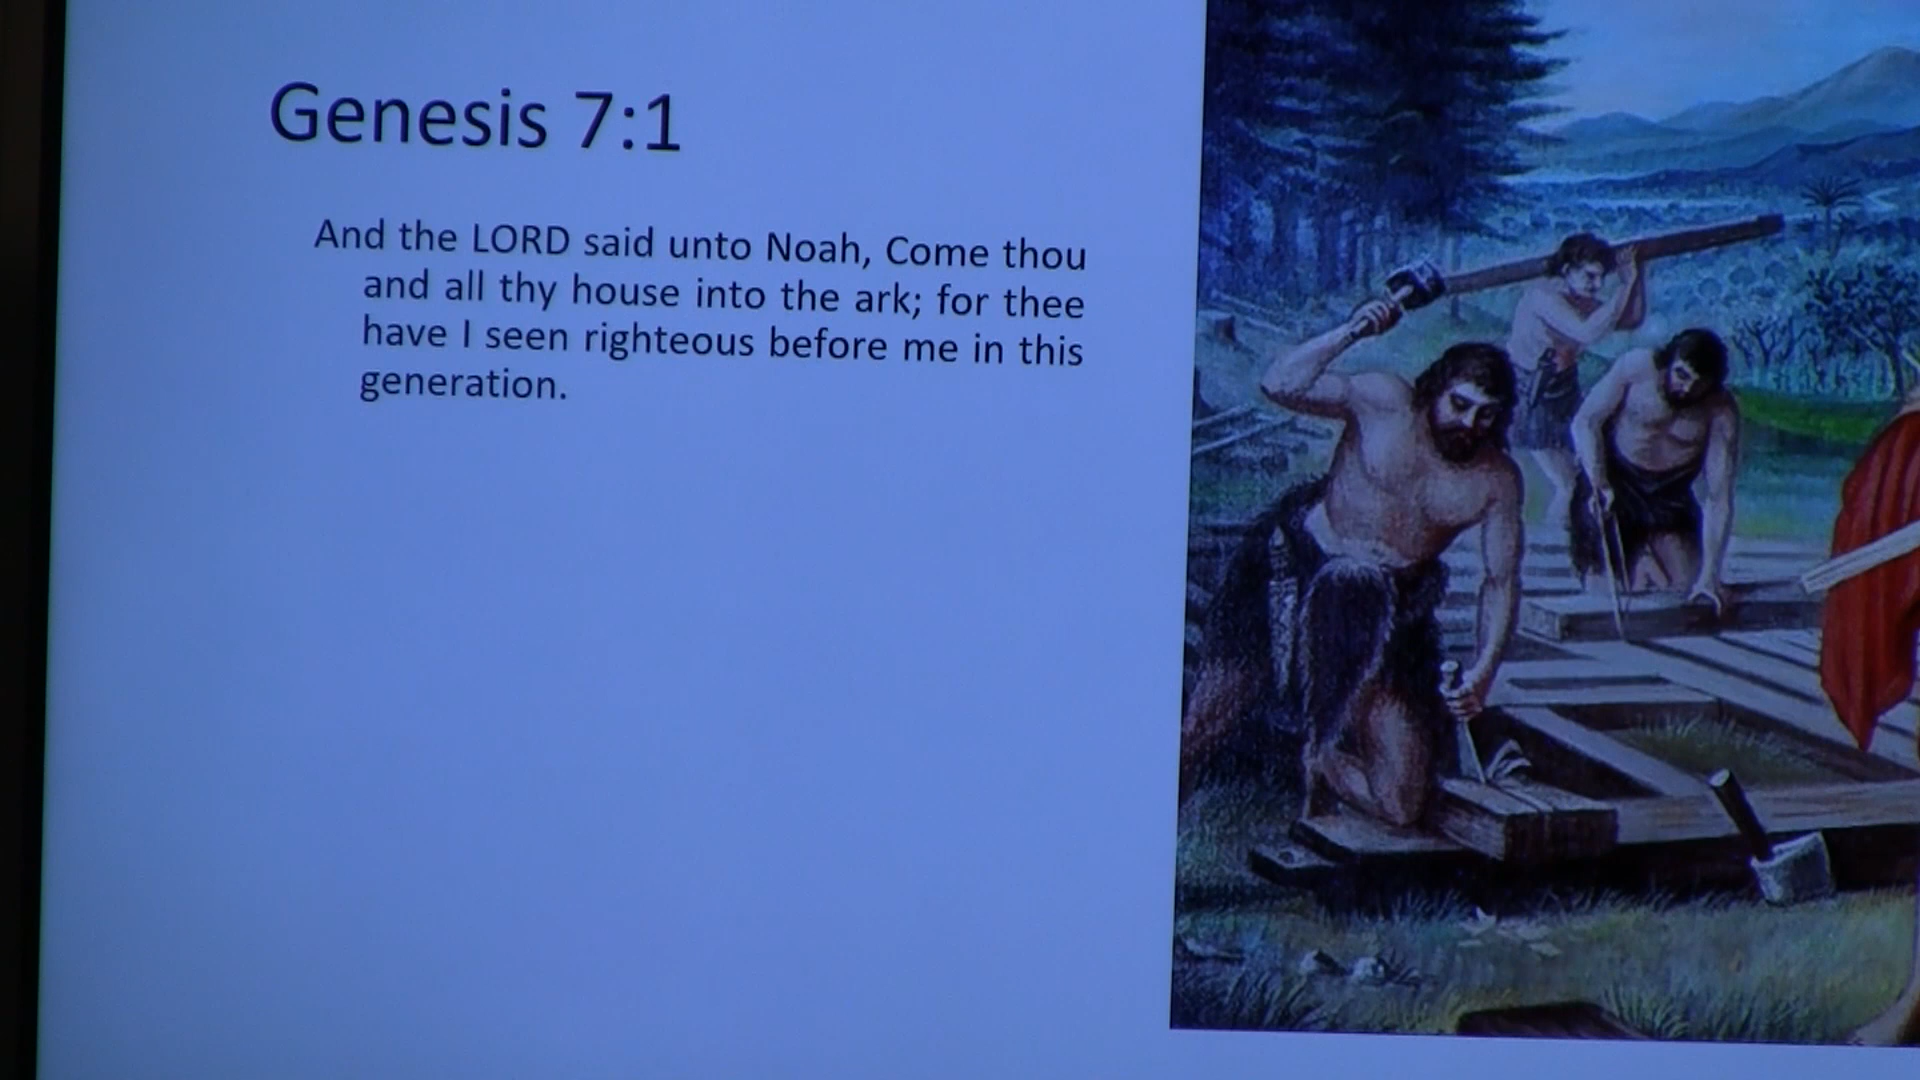 Genesis 7:1
And the LORD said unto Noah, Come thou
and all thy house into the ark; for thee
have I seen righteous before me in this
generation.